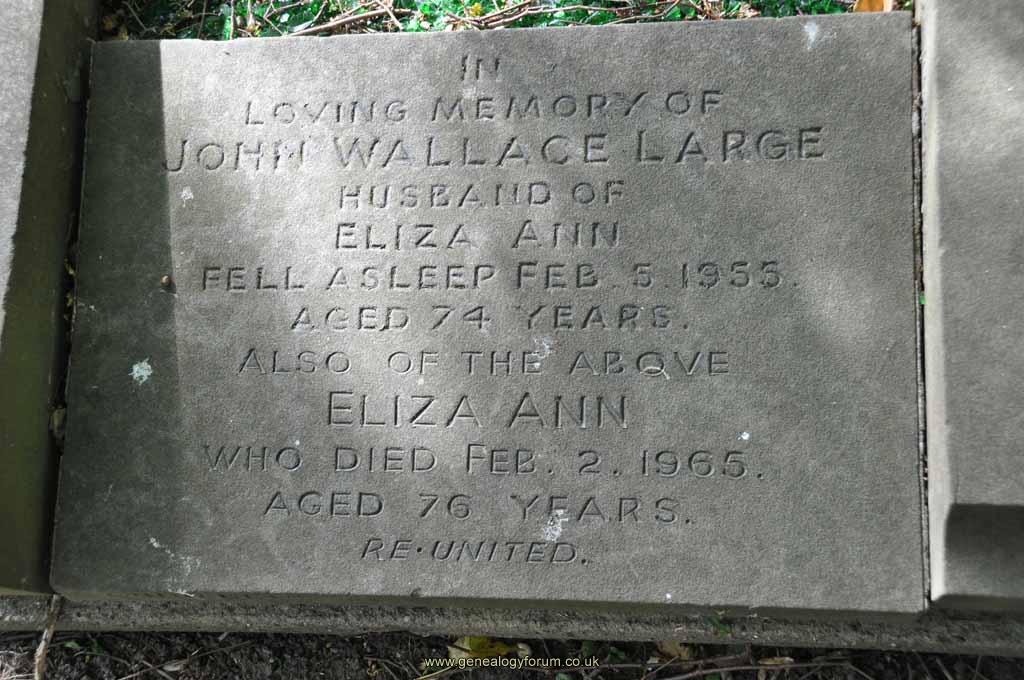 IN
LOVING MEMORY OF
JOHN WALLACE LARGE
HUSBAND OF
ELIZA ANN
FELL ASLEEP FEB. 5. 1955.
AGED 74 YEARS.
ALSO OF THE ABOVE
ELIZA ANN
WHO DIED FEB. 2. 1965.
AGED 76 YEARS.
RE·UNITED.
www.genealogyforum.co.uk